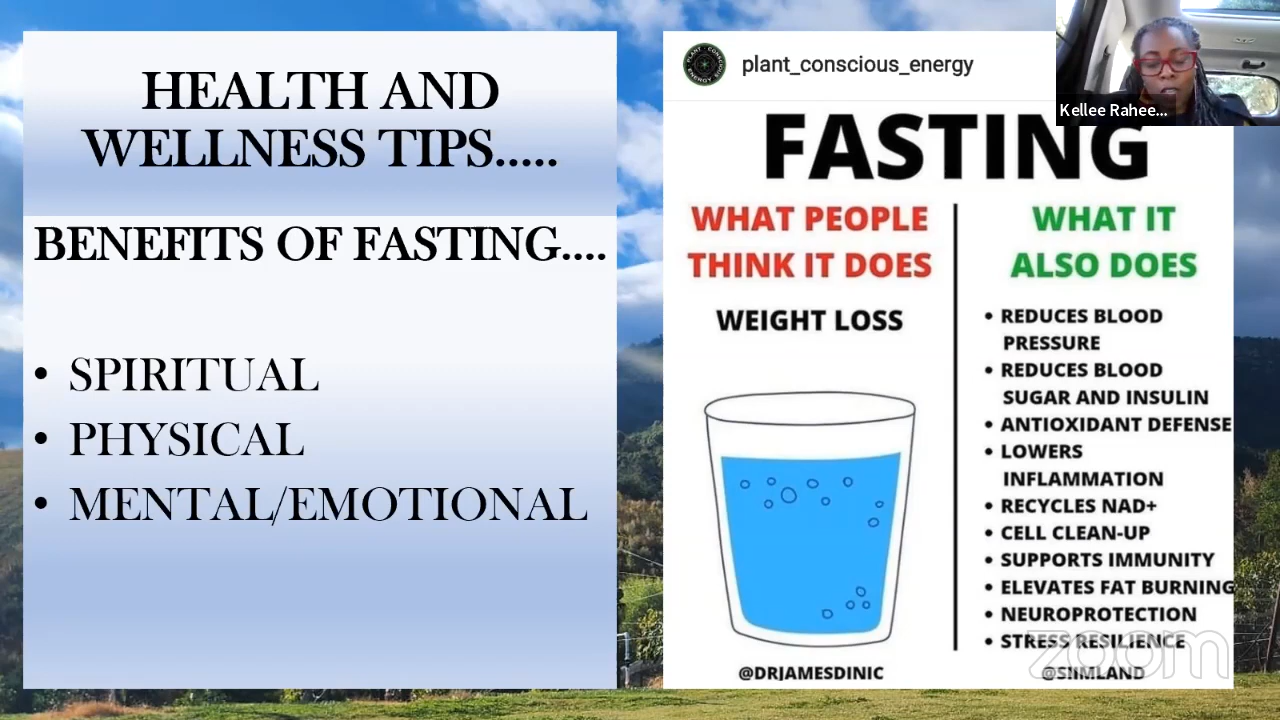 HEALTH AND
WELLNESS TIPS.....
BENEFITS OF FASTING....
• SPIRITUAL
• PHYSICAL
• MENTAL/EMOTIONAL
plant_conscious_energy
Kellee Rahee...
FASTING
WHAT PEOPLE
THINK IT DOES
WEIGHT LOSS
@DRJAMESDINIC
WHAT IT
ALSO DOES
• REDUCES BLOOD
PRESSURE
• REDUCES BLOOD
SUGAR AND INSULIN
• ANTIOXIDANT DEFENSE
• LOWERS
INFLAMMATION
• RECYCLES NAD+
• CELL CLEAN-UP
• SUPPORTS IMMUNITY
• ELEVATES FAT BURNING
• NEUROPROTECTION
• STRESS RESILIENCE
@SIIMLAND
zoom